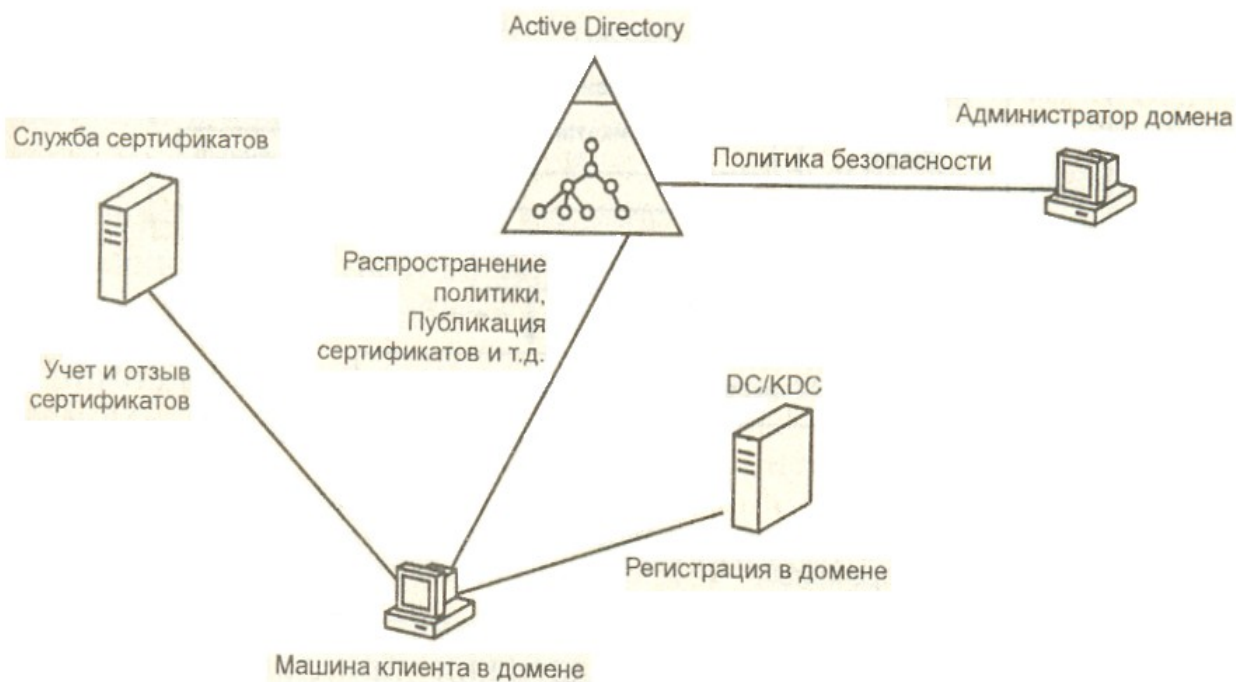 Active Directory
Служба сертификатов
Администратор домена
Политика безопасности
Распространение
политики,
Публикация
сертификатов и т.д.
Учет и отзыв
сертификатов
DC/KDC
Регистрация в домене
Машина клиента в домене